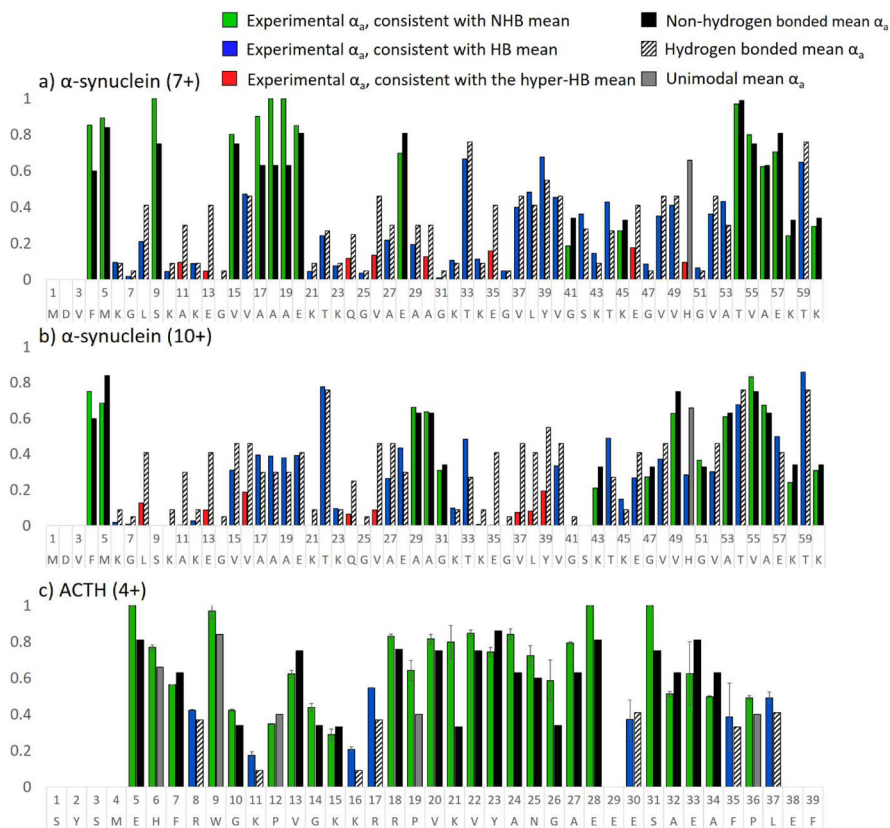 Experimental αa, consistent with NHB mean
Non-hydrogen bonded mean αa
Experimental αa, consistent with HB mean
Hydrogen bonded mean αa
Experimental αa, consistent with the hyper-HB mean
Unimodal mean αa
a) α-synuclein (7+)
1
0.8
0.6
0.4
0.2
0
1 3 5 7 9 11 13 15 17 19 21 23 25 27 29 31 33 35 37 39 41 43 45 47 49 51 53 55 57 59
M D V F M K G L S K A K E G V V A A A E K T K Q G V A E A A G K T K E G V L Y V G S K T K E G V V H G V A T V A E K T K
b) α-synuclein (10+)
1
0.8
0.6
0.4
0.2
0
1 3 5 7 9 11 13 15 17 19 21 23 25 27 29 31 33 35 37 39 41 43 45 47 49 51 53 55 57 59
M D V F M K G L S K A K E G V V A A A E K T K Q G V A E A A G K T K E G V L Y V G S K T K E G V V H G V A T V A E K T K
c) ACTH (4+)
1
0.8
0.6
0.4
0.2
0
1 2 3 4 5 6 7 8 9 10 11 12 13 14 15 16 17 18 19 20 21 22 23 24 25 26 27 28 29 30 31 32 33 34 35 36 37 38 39
S Y S M E H F R W G K P V G K K R R P V K V Y A N G A E E E S A E A F P L E F